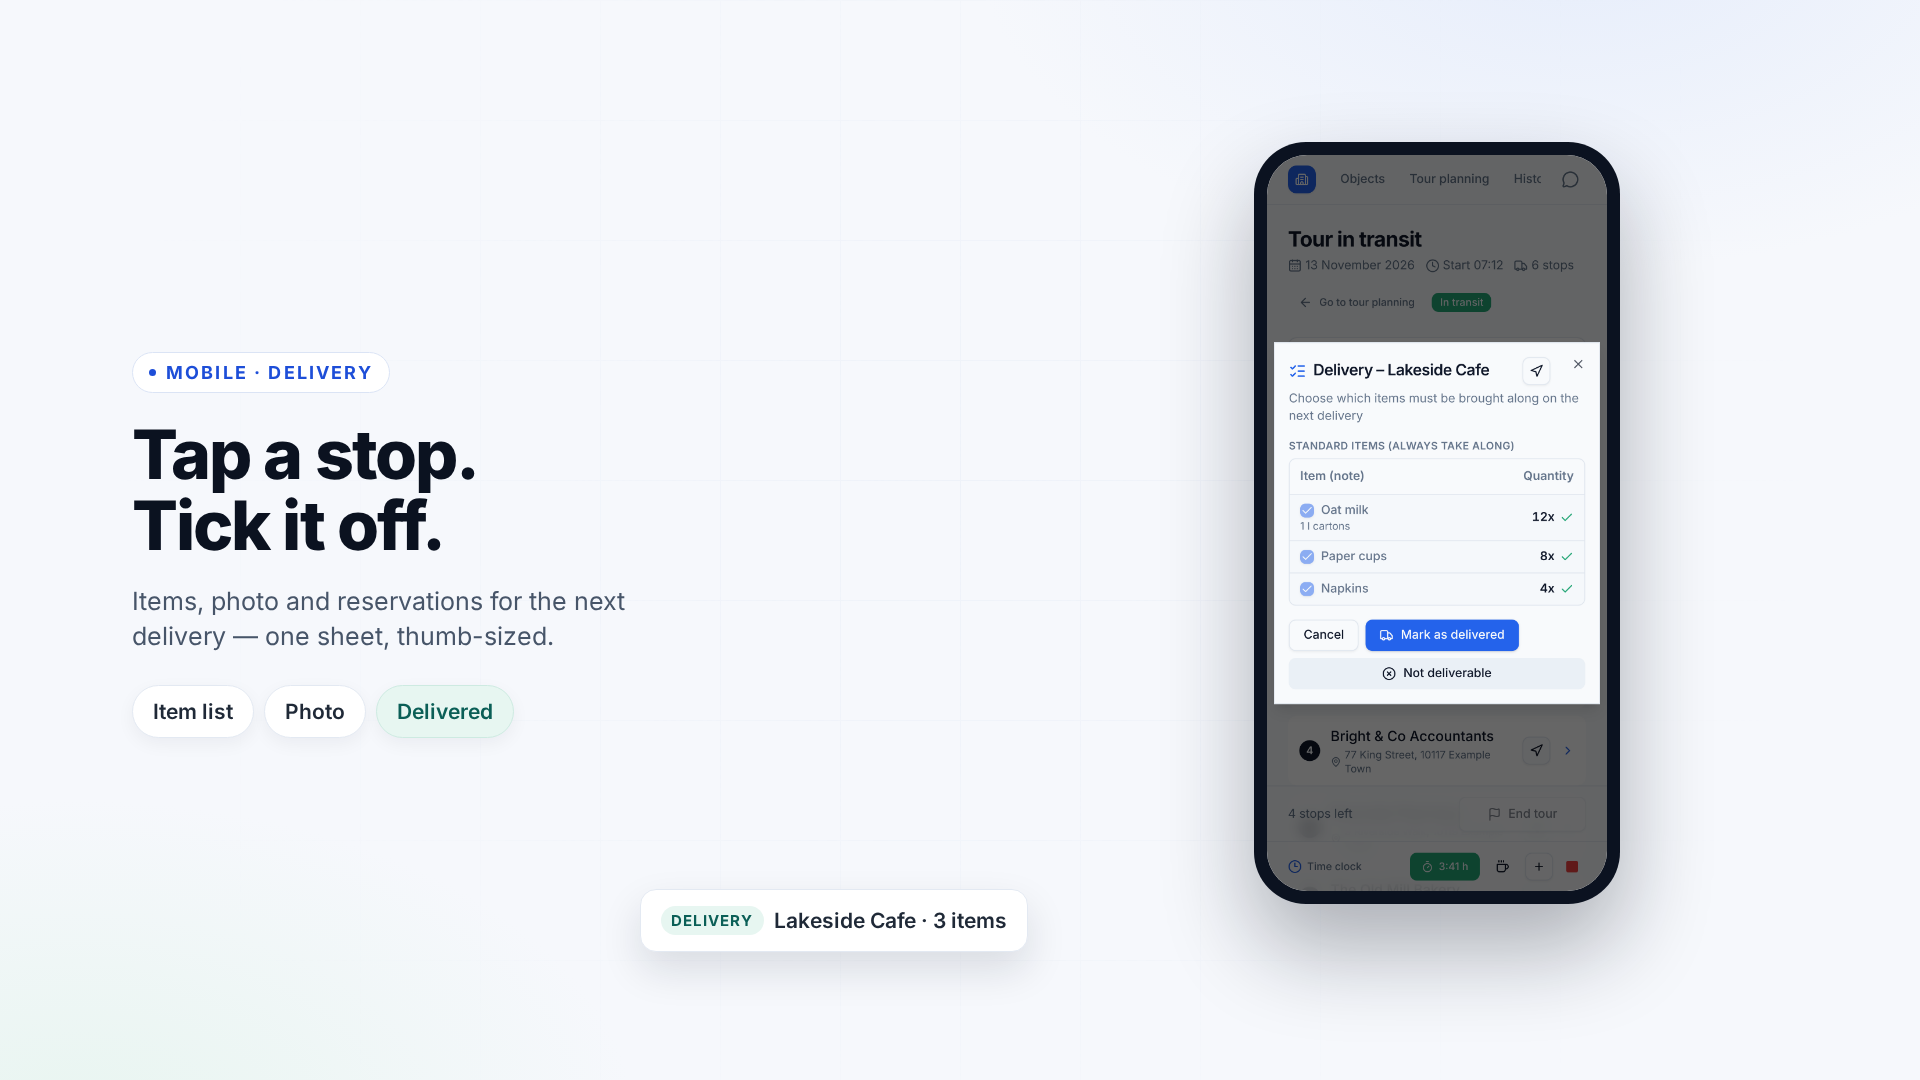 MOBILE · DELIVERY
Tap a stop.
Tick it off.
Items, photo and reservations for the next
delivery — one sheet, thumb-sized.
Item list
Photo
Delivered
DELIVERY Lakeside Cafe · 3 items
Objects Tour planning Histo
Tour in transit
13 November 2026 Start 07:12 6 stops
Go to tour planning In transit
Delivery – Lakeside Cafe
Choose which items must be brought along on the
next delivery
STANDARD ITEMS (ALWAYS TAKE ALONG)
Item (note) Quantity
Oat milk 12x
1 l cartons
Paper cups 8x
Napkins 4x
Cancel Mark as delivered
Not deliverable
4 Bright & Co Accountants
77 King Street, 10117 Example
Town
4 stops left End tour
Time clock 3:41 h